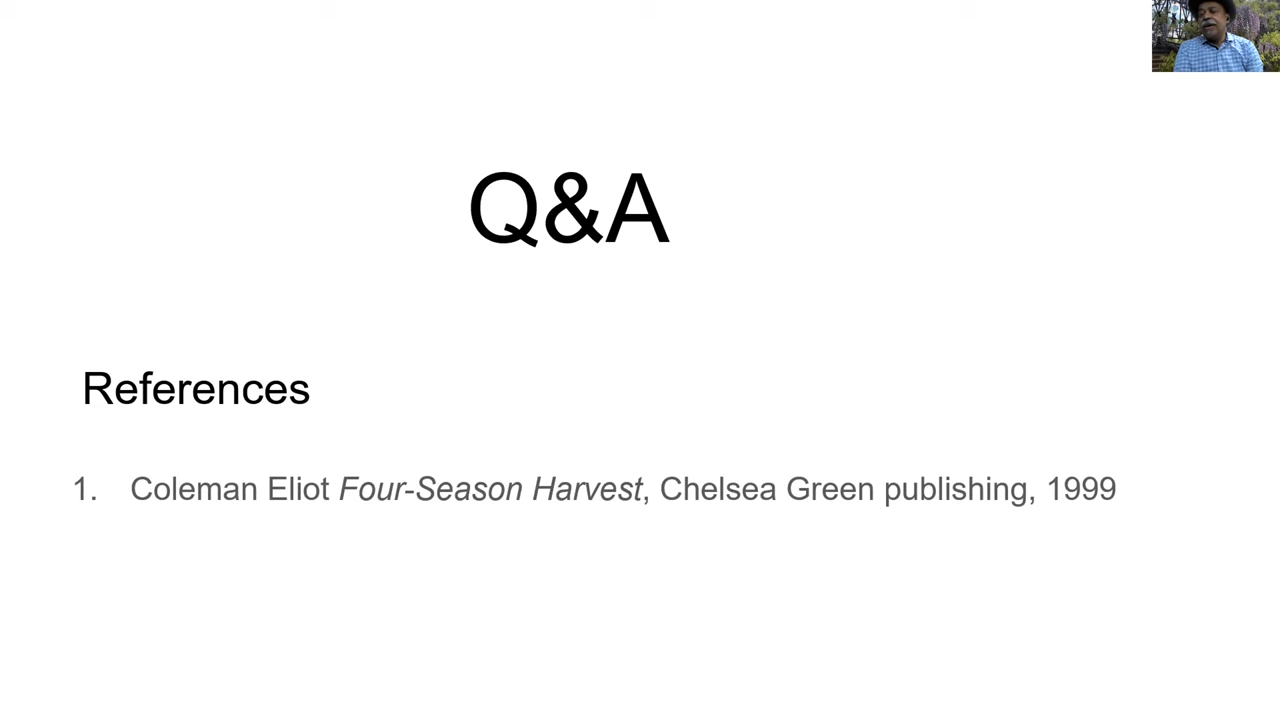 Q&A
References
1. Coleman Eliot Four-Season Harvest, Chelsea Green publishing, 1999